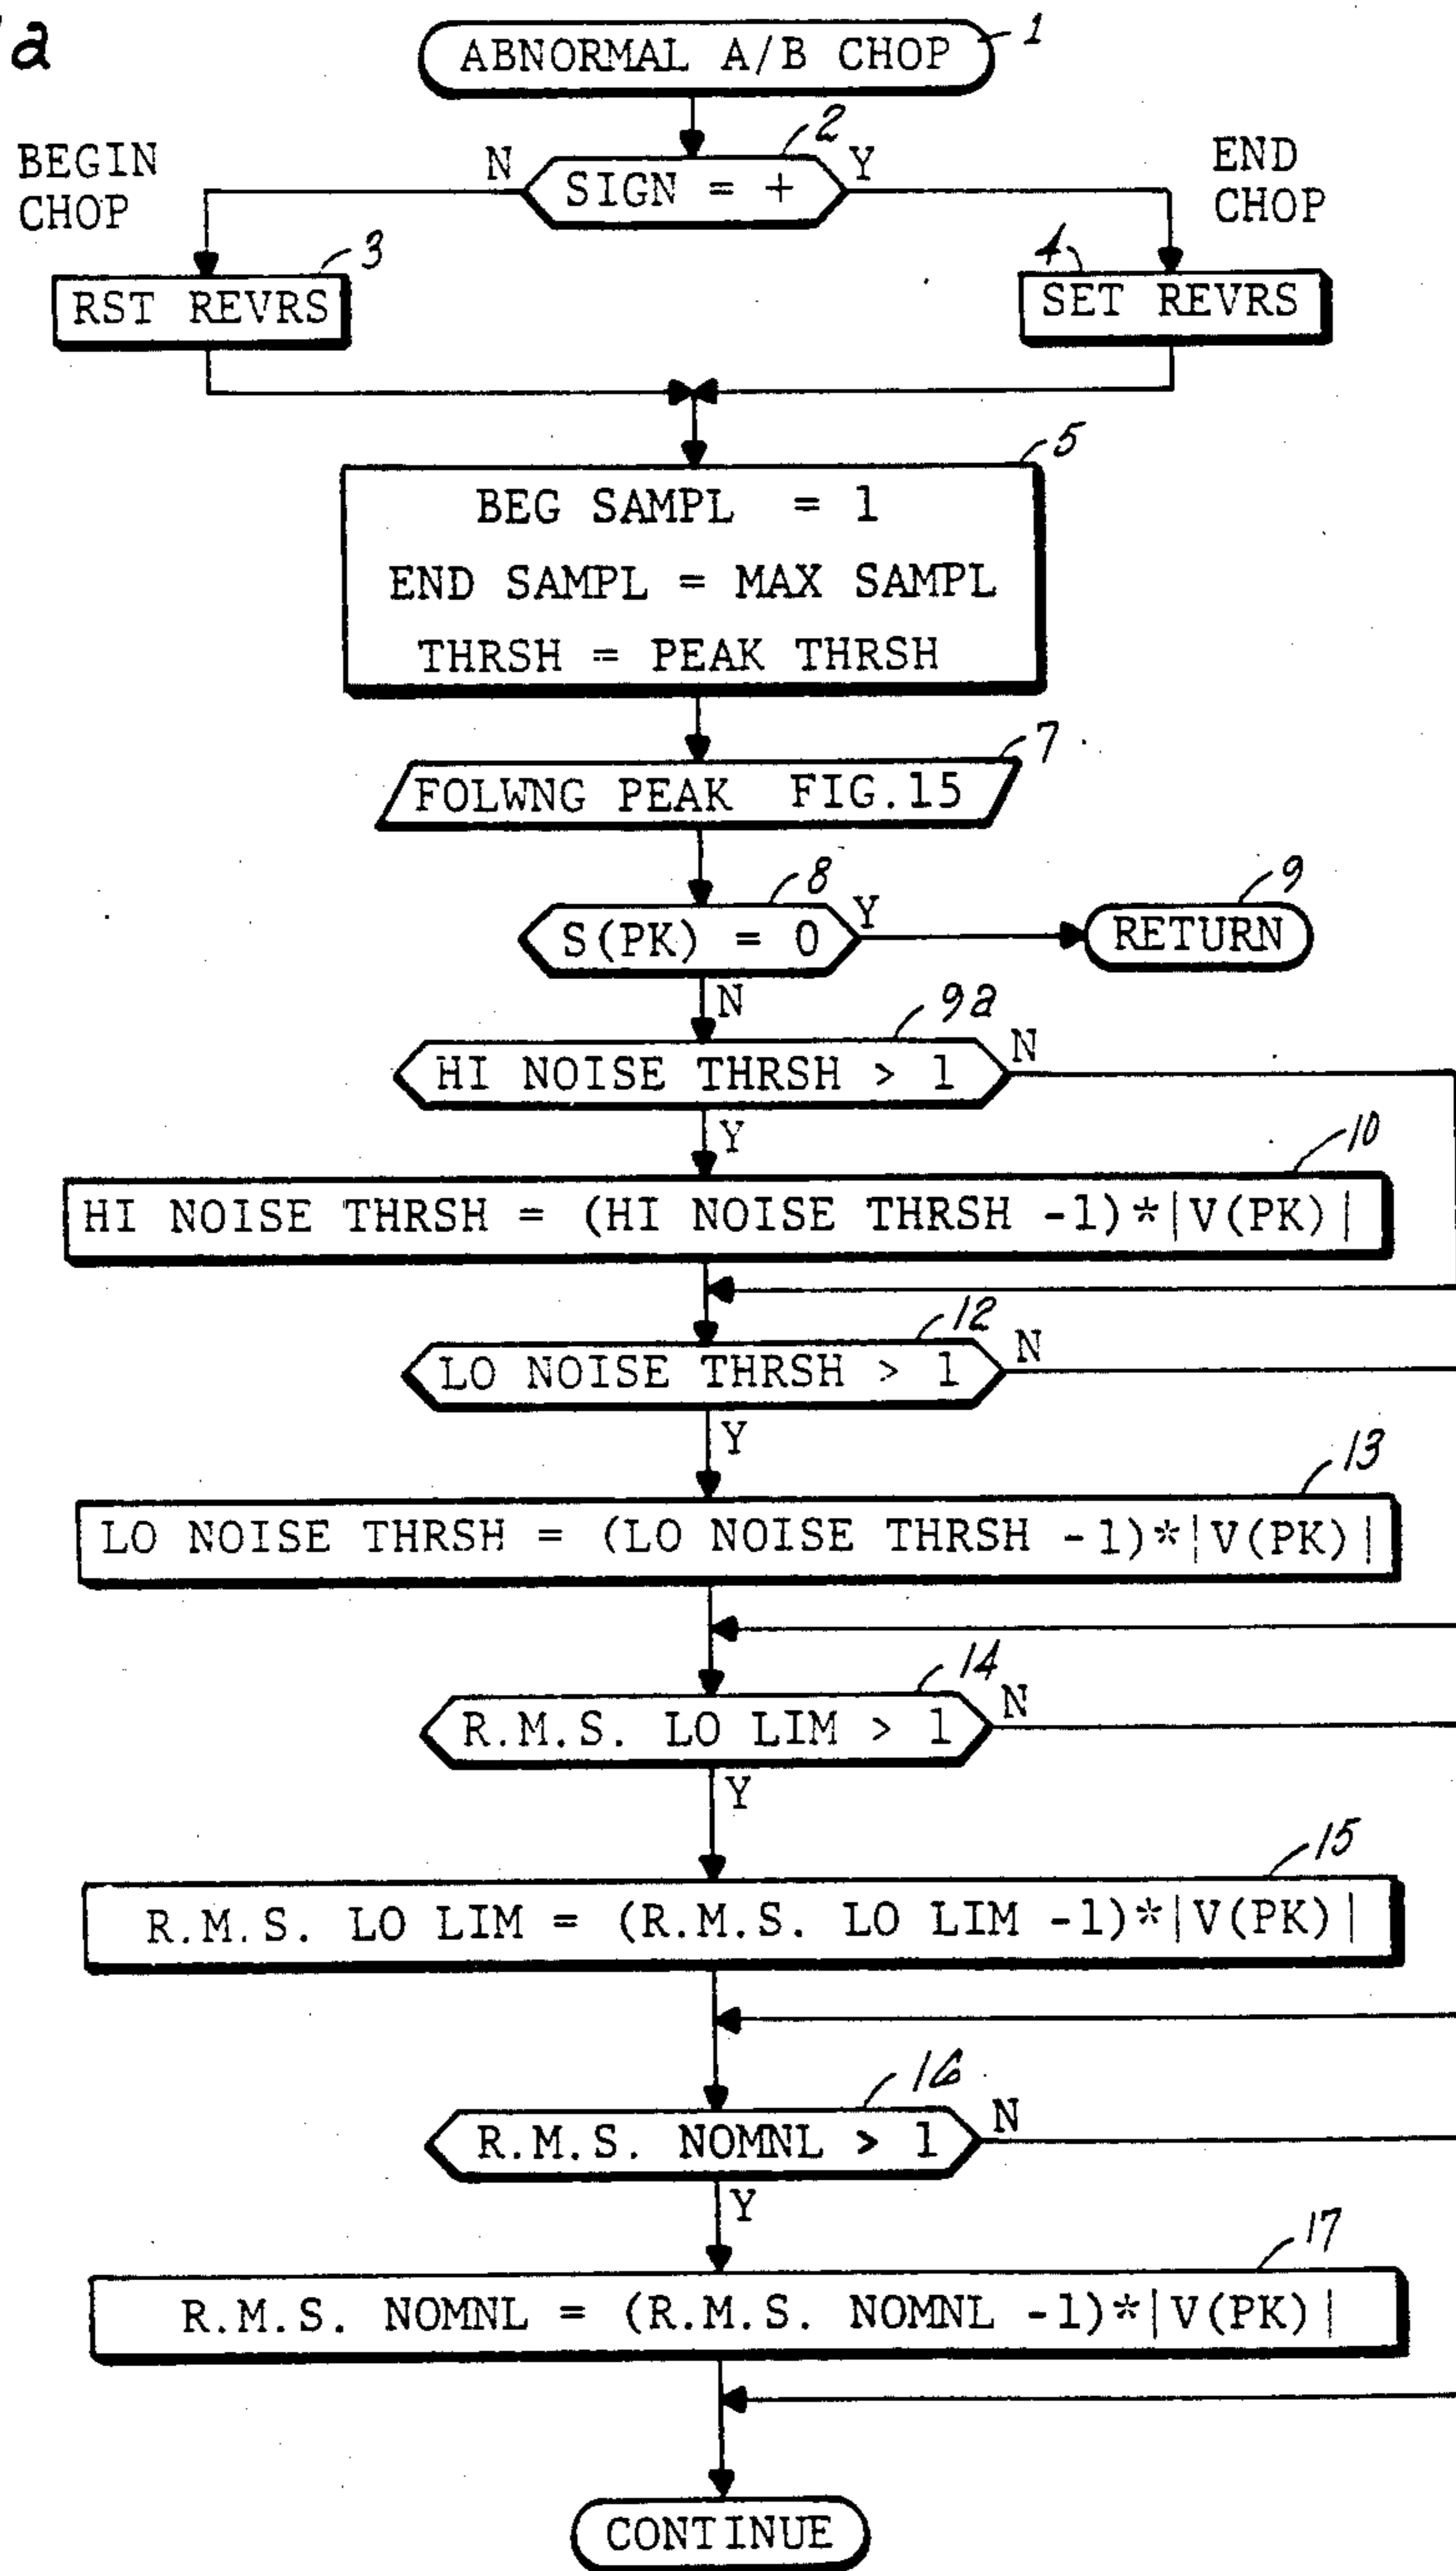 a
ABNORMAL A/B CHOP
1
BEGIN
CHOP
N
SIGN = +
2
Y
END
CHOP
RST REVRS
3
4
SET REVRS
5
BEG SAMPL = 1
END SAMPL = MAX SAMPL
THRSH = PEAK THRSH
7
FOLWNG PEAK FIG.15
8
S(PK) = 0
Y
9
RETURN
N
9a
HI NOISE THRSH > 1
N
Y
10
HI NOISE THRSH = (HI NOISE THRSH -1)*|V(PK)|
12
LO NOISE THRSH > 1
N
Y
13
LO NOISE THRSH = (LO NOISE THRSH -1)*|V(PK)|
14
R.M.S. LO LIM > 1
N
Y
15
R.M.S. LO LIM = (R.M.S. LO LIM -1)*|V(PK)|
16
R.M.S. NOMNL > 1
N
Y
17
R.M.S. NOMNL = (R.M.S. NOMNL -1)*|V(PK)|
CONTINUE